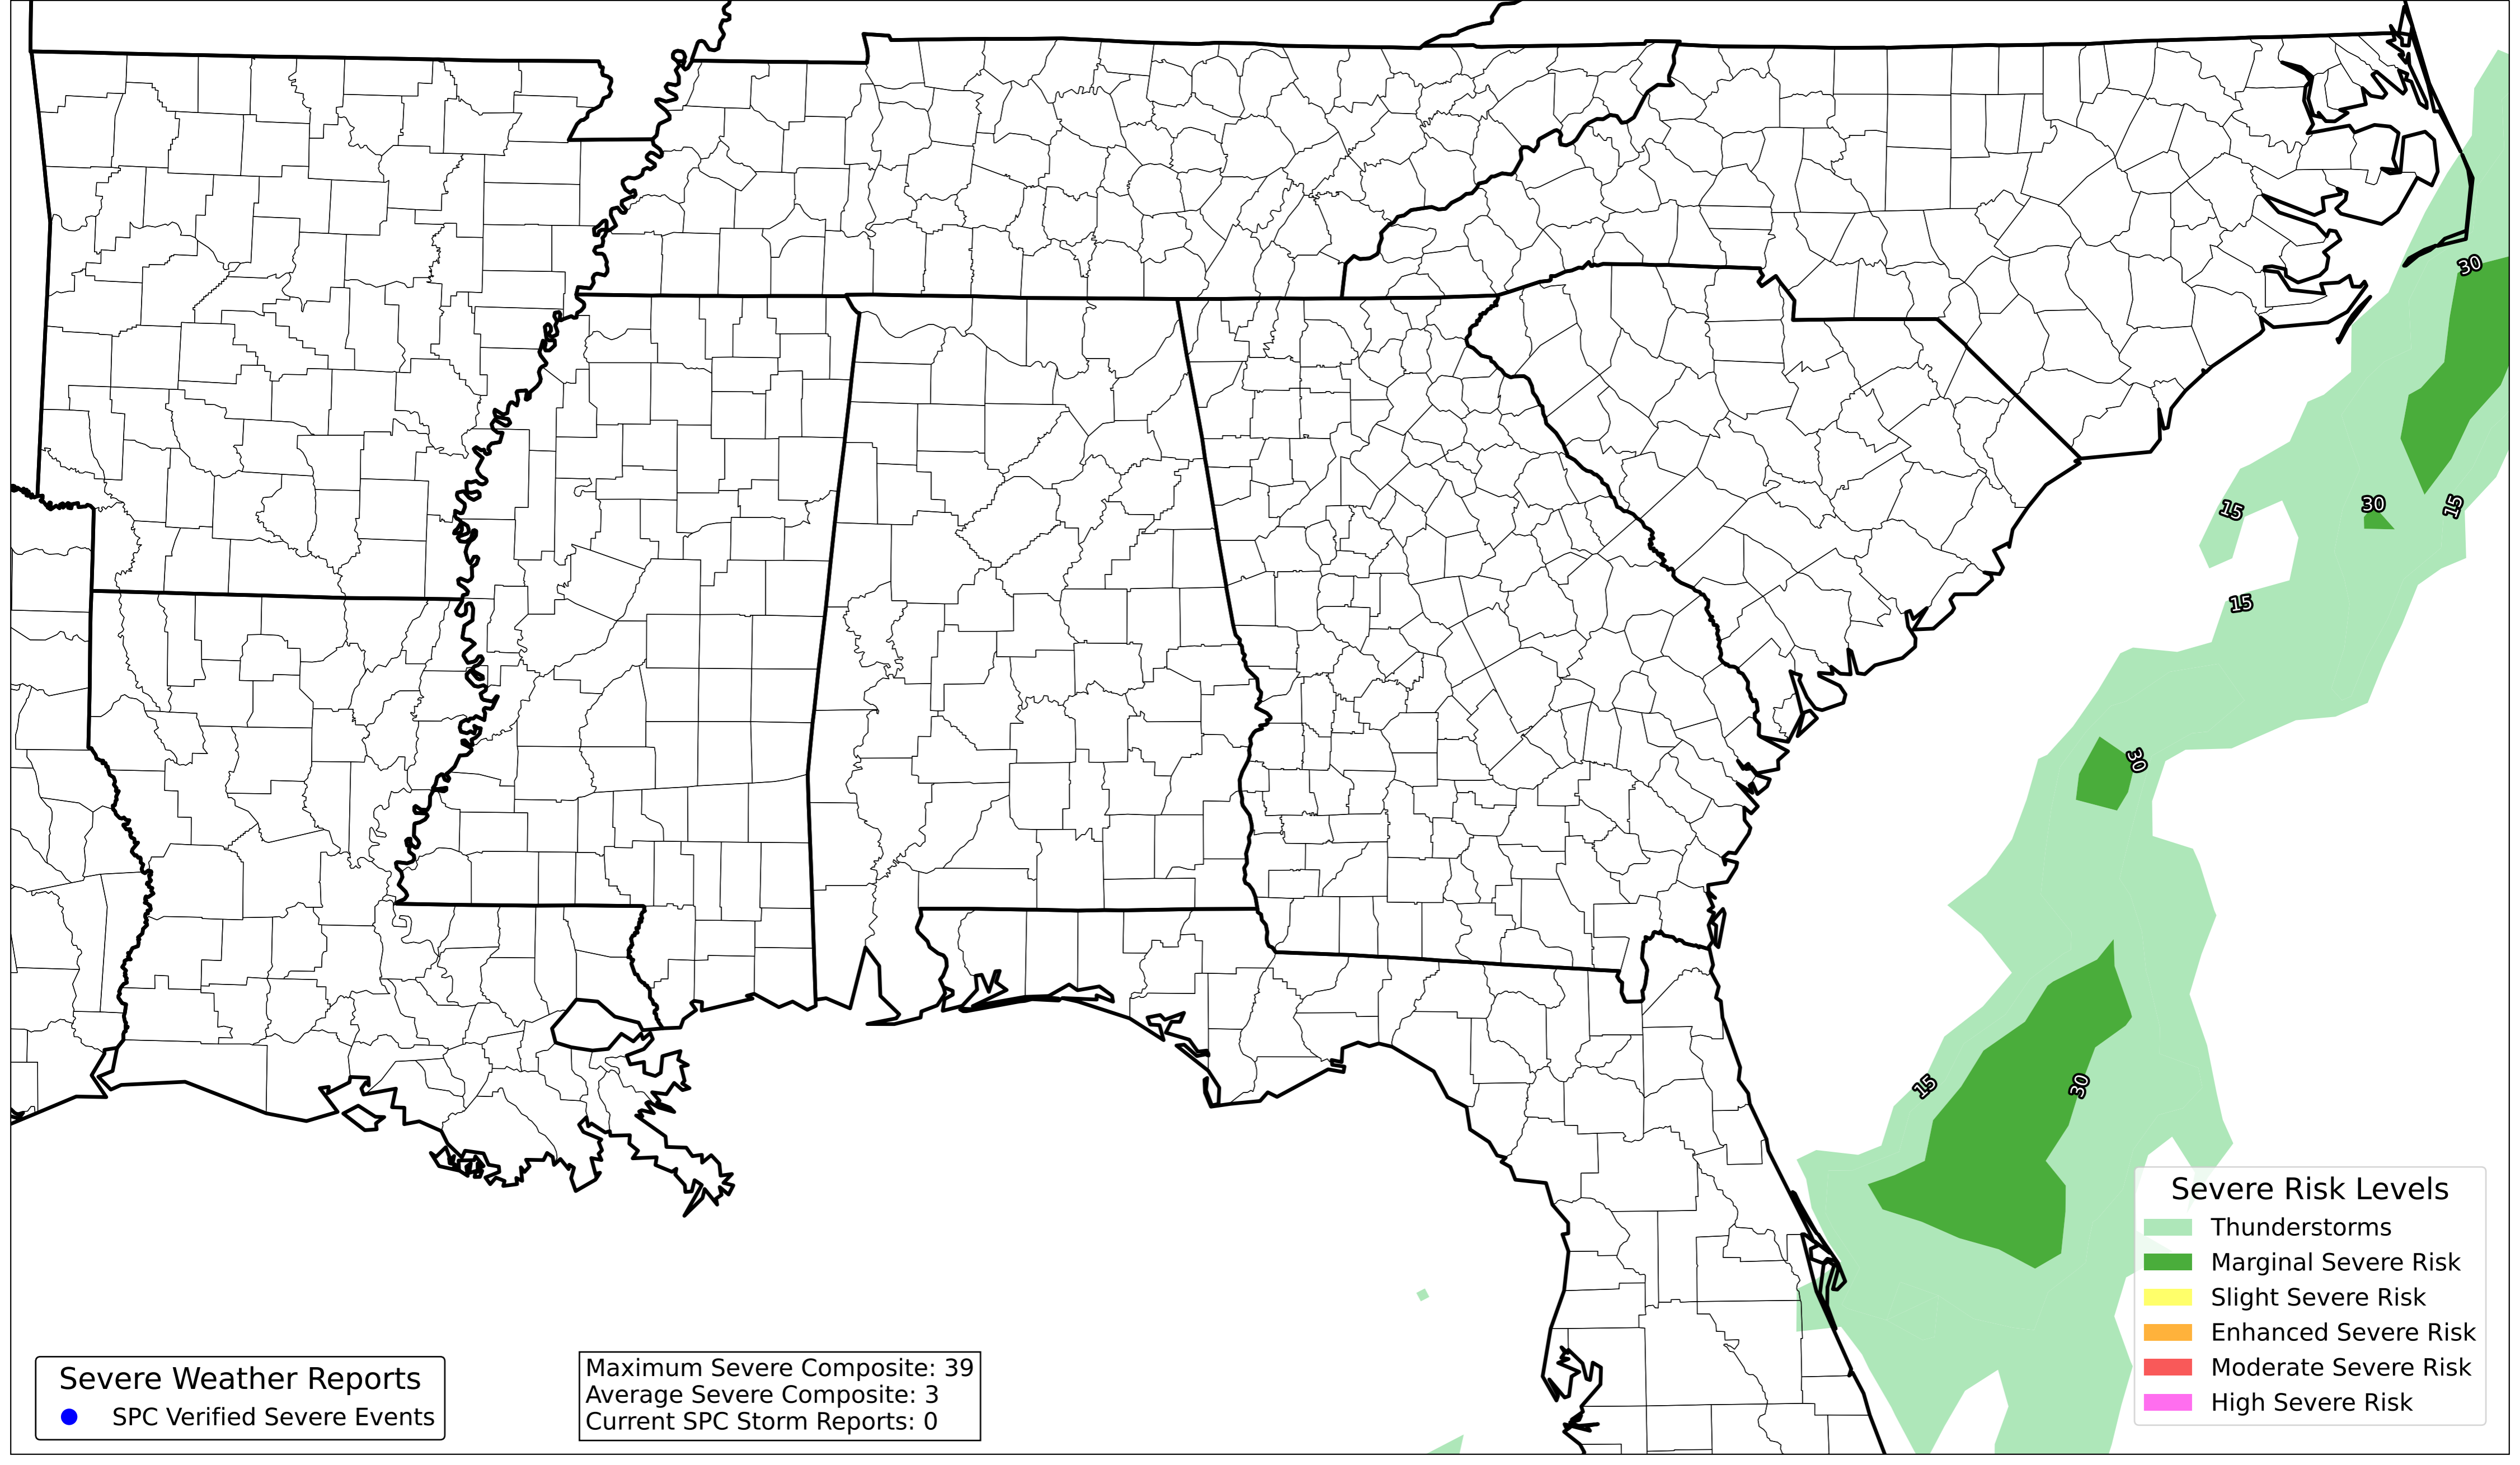 30
15
30
15
15
30
15
30
Severe Risk Levels
Thunderstorms
Marginal Severe Risk
Slight Severe Risk
Enhanced Severe Risk
Moderate Severe Risk
High Severe Risk
Severe Weather Reports
SPC Verified Severe Events
Maximum Severe Composite: 39
Average Severe Composite: 3
Current SPC Storm Reports: 0